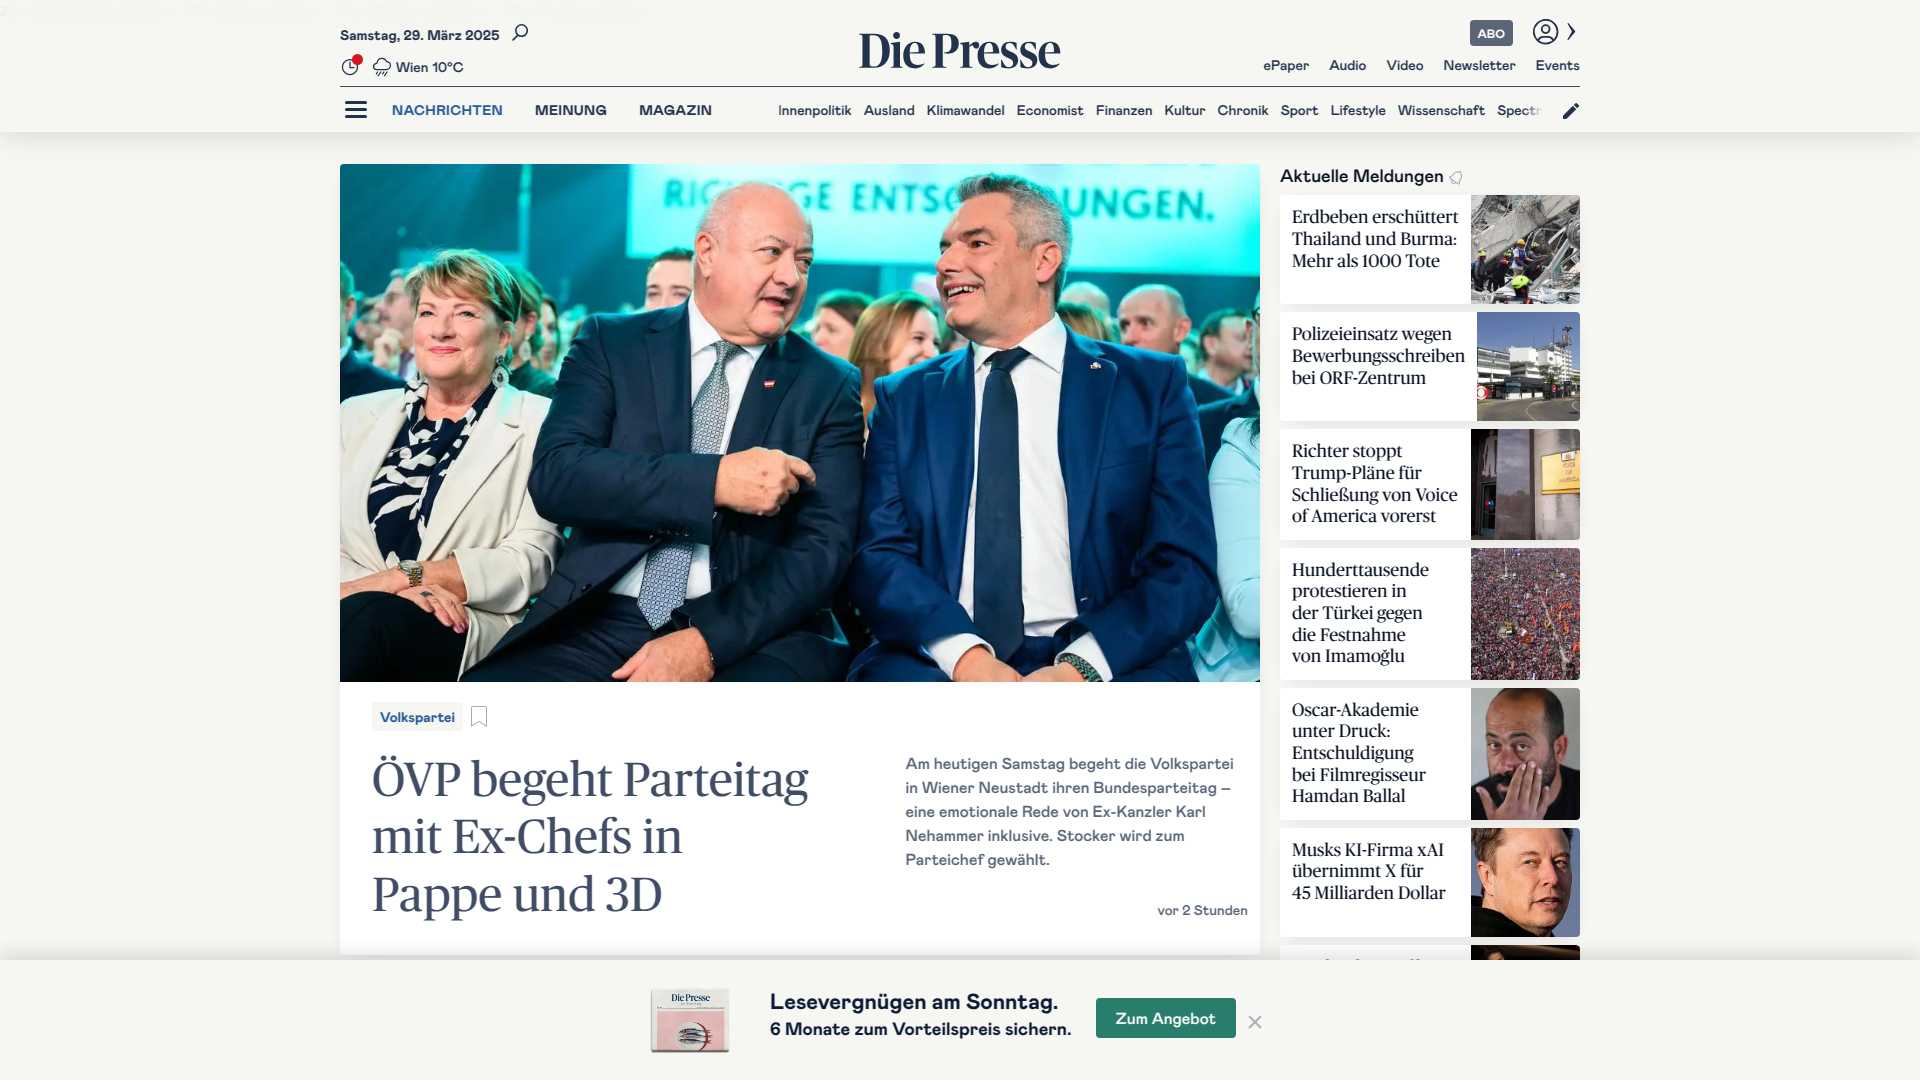 Samstag, 29. März 2025
Wien 10°C
Die Presse
ABO
ePaper Audio Video Newsletter Events
NACHRICHTEN MEINUNG MAGAZIN
Innenpolitik Ausland Klimawandel Economist Finanzen Kultur Chronik Sport Lifestyle Wissenschaft Spectr
ENTSC
UNGEN.
Volkspartei
ÖVP begeht Parteitag
mit Ex-Chefs in
Pappe und 3D
Am heutigen Samstag begeht die Volkspartei
in Wiener Neustadt ihren Bundesparteitag –
eine emotionale Rede von Ex-Kanzler Karl
Nehammer inklusive. Stocker wird zum
Parteichef gewählt.
vor 2 Stunden
Aktuelle Meldungen
Erdbeben erschüttert
Thailand und Burma:
Mehr als 1000 Tote
Polizeieinsatz wegen
Bewerbungsschreiben
bei ORF-Zentrum
Richter stoppt
Trump-Pläne für
Schließung von Voice
of America vorerst
Hunderttausende
protestieren in
der Türkei gegen
die Festnahme
von Imamoğlu
Oscar-Akademie
unter Druck:
Entschuldigung
bei Filmregisseur
Hamdan Ballal
Musks KI-Firma xAI
übernimmt X für
45 Milliarden Dollar
Die Presse
Lesevergnügen am Sonntag.
6 Monate zum Vorteilspreis sichern.
Zum Angebot